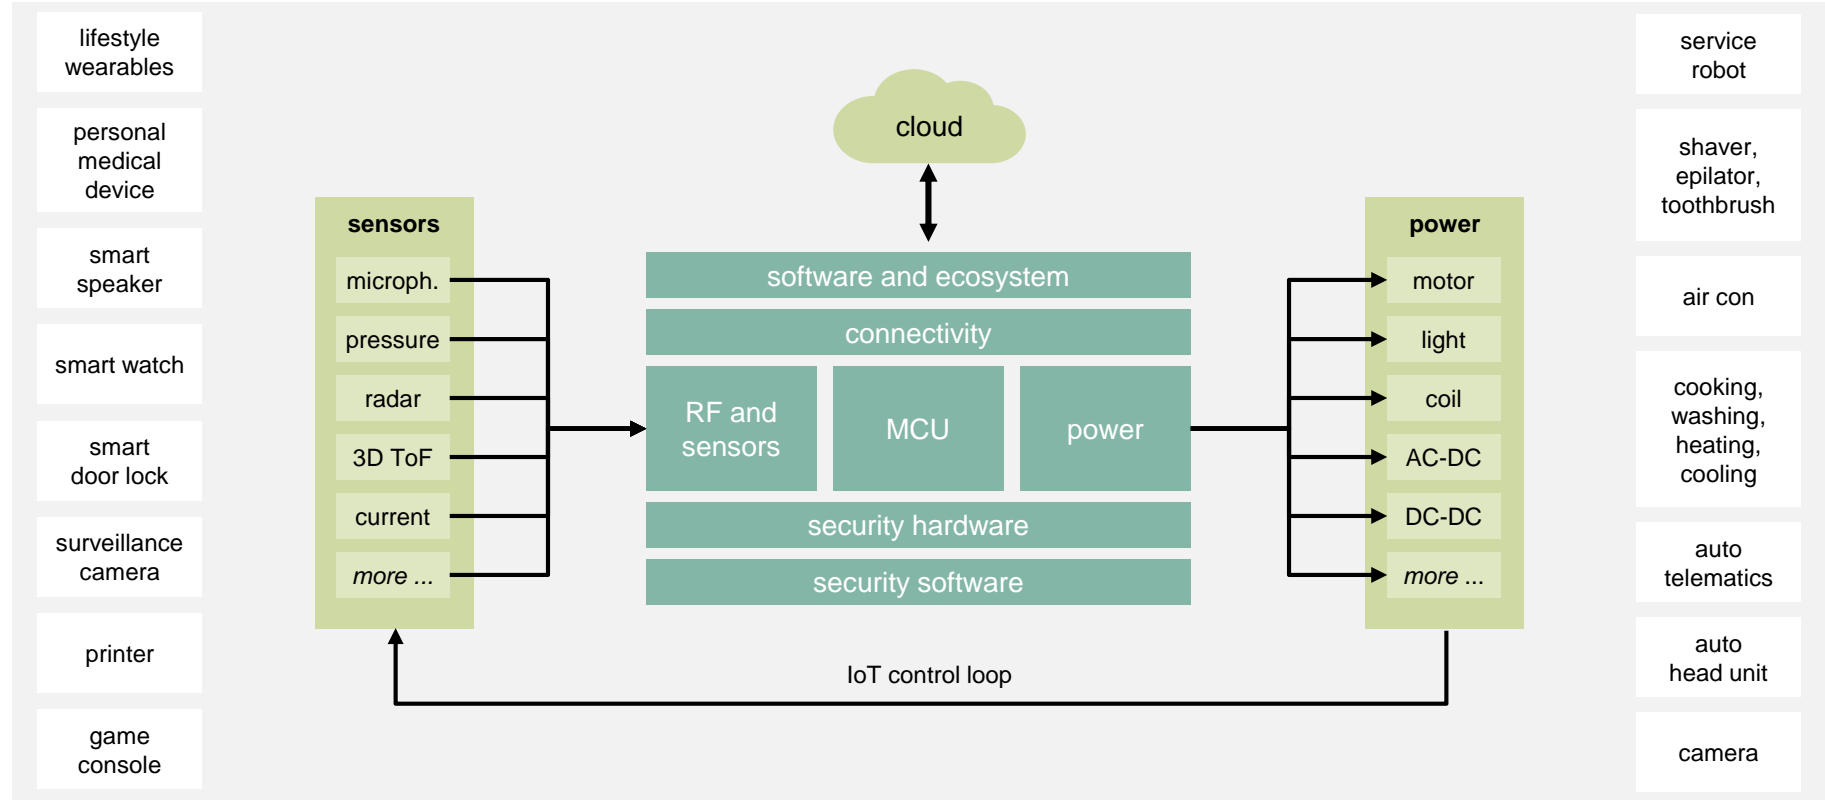 lifestyle
wearables
personal
medical
device
smart
speaker
smart watch
smart
door lock
surveillance
camera
printer
game
console
sensors
microph.
pressure
radar
3D ToF
current
more ...
cloud
software and ecosystem
connectivity
RF and
sensors
MCU
power
security hardware
security software
IoT control loop
power
motor
light
coil
AC-DC
DC-DC
more ...
service
robot
shaver,
epilator,
toothbrush
air con
cooking,
washing,
heating,
cooling
auto
telematics
auto
head unit
camera